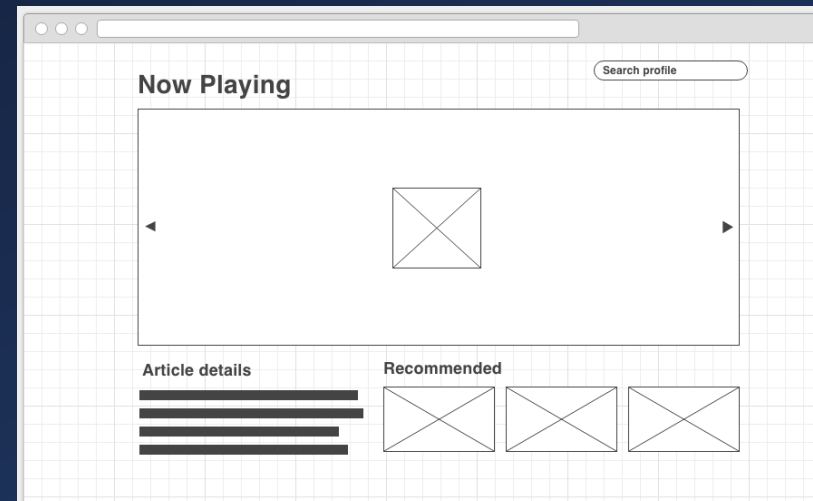 Now Playing
Search profile
Article details
Recommended